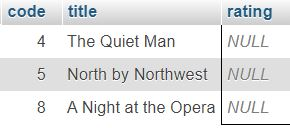 code title rating
4 The Quiet Man NULL
5 North by Northwest NULL
8 A Night at the Opera NULL